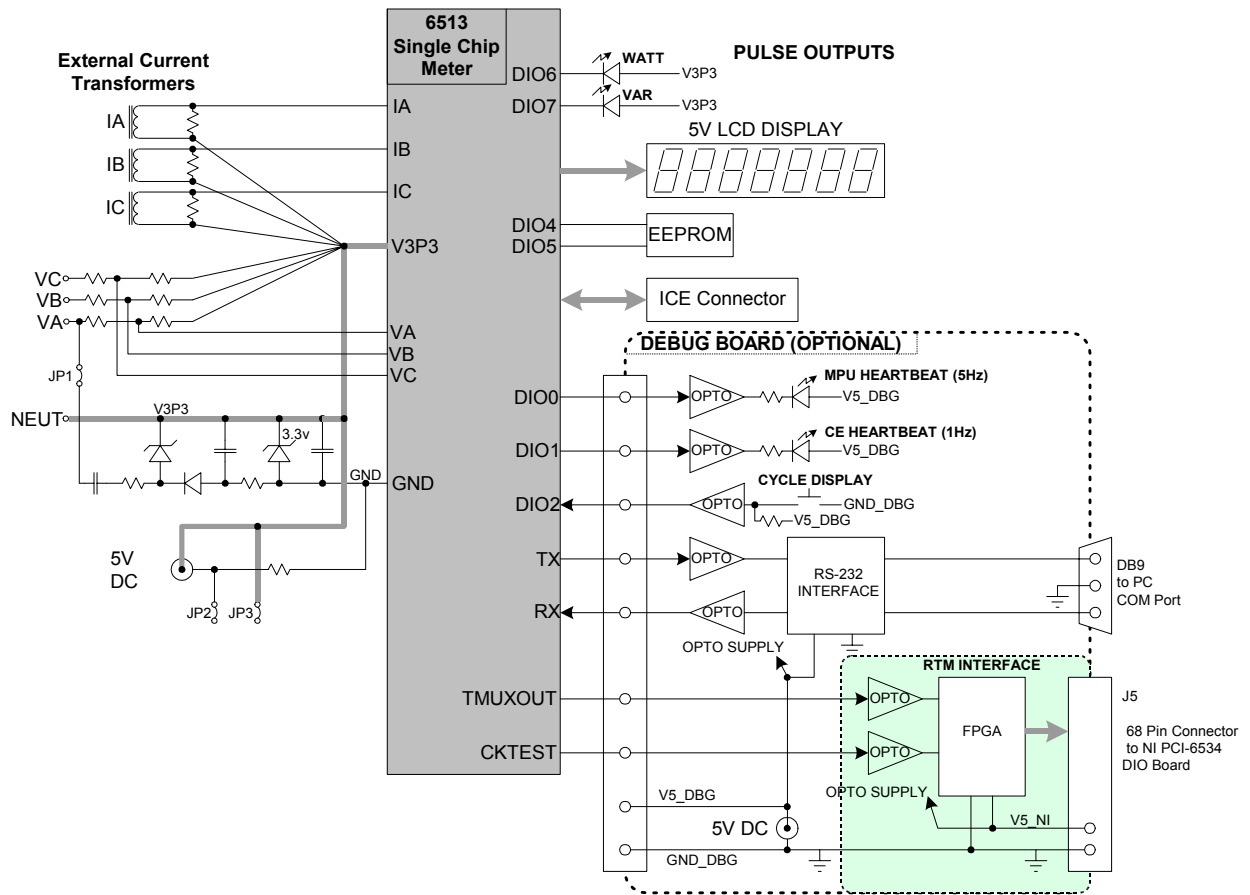 6513
Single Chip
Meter
External Current
Transformers
PULSE OUTPUTS
DIO6
WATT
V3P3
DIO7
VAR
V3P3
IA
IA
5V LCD DISPLAY
IB
IB
IC
IC
DIO4
DIO5
EEPROM
V3P3
VC
VB
VA
ICE Connector
VA
VB
VC
DEBUG BOARD (OPTIONAL)
JP1
MPU HEARTBEAT (5Hz)
DIO0
OPTO
V5_DBG
NEUT
V3P3
3.3v
CE HEARTBEAT (1Hz)
DIO1
OPTO
V5_DBG
GND
GND
CYCLE DISPLAY
DIO2
OPTO
GND_DBG
V5_DBG
5V
DC
TX
OPTO
RS-232
INTERFACE
DB9
to PC
COM Port
JP2
JP3
RX
OPTO
OPTO SUPPLY
RTM INTERFACE
TMUXOUT
OPTO
FPGA
J5
68 Pin Connector
to NI PCI-6534
DIO Board
CKTEST
OPTO
OPTO SUPPLY
V5_DBG
V5_NI
5V DC
GND_DBG